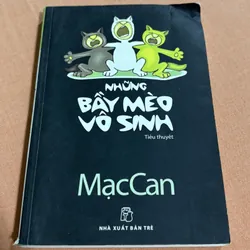 NHỮNG
BẦY MÈO
VÔ SINH
Tiểu thuyết
MạcCan
NHÀ XUẤT BẢN TRẺ